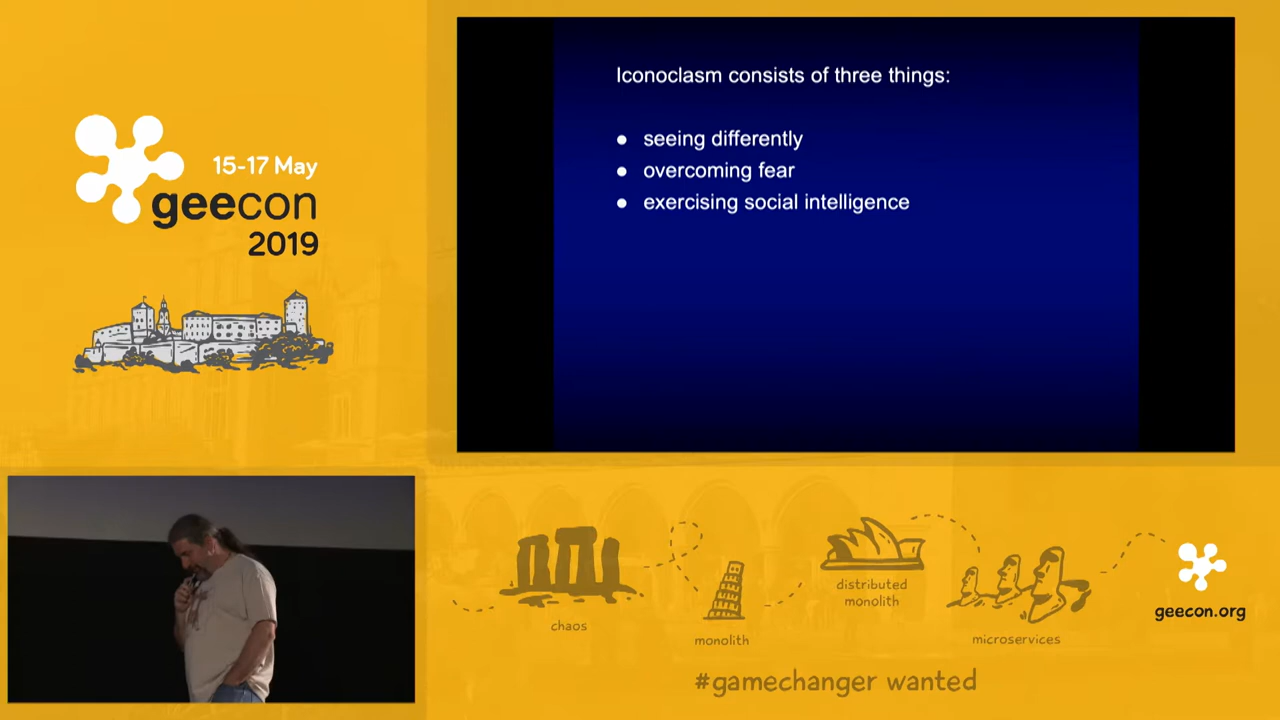 15-17 May
geecon
2019
Iconoclasm consists of three things:
● seeing differently
● overcoming fear
● exercising social intelligence
chaos
monolith
distributed
monolith
microservices
geecon.org
#gamechanger wanted